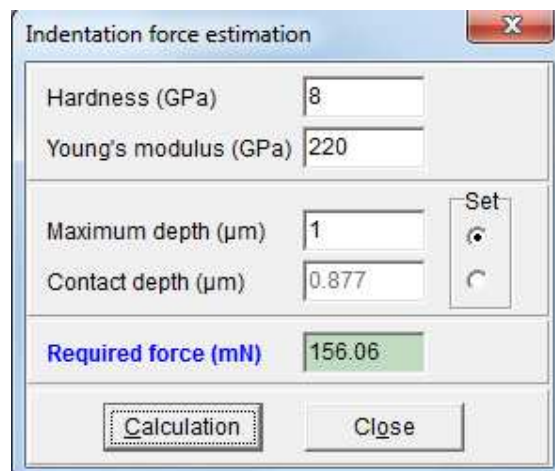 Indentation force estimation
Hardness (GPa) 8
Young's modulus (GPa) 220
Set
Maximum depth (µm) 1
Contact depth (µm) 0.877
Required force (mN) 156.06
Calculation Close